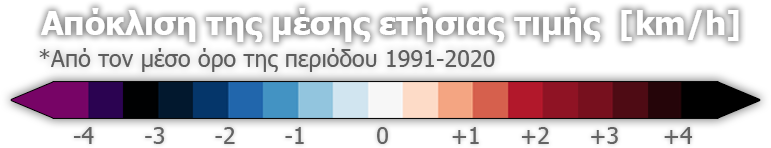 Απόκλιση της μέσης ετήσιας τιμής [km/h]
*Από τον μέσο όρο της περιόδου 1991-2020
-4 -3 -2 -1 0 +1 +2 +3 +4